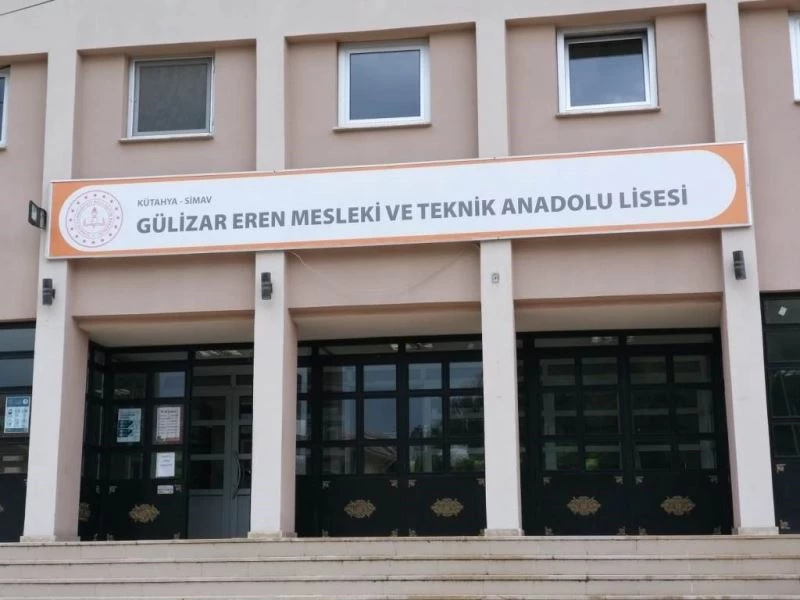 KÜTAHYA - SİMAV
GÜLİZAR EREN MESLEKİ VE TEKNİK ANADOLU LİSESİ